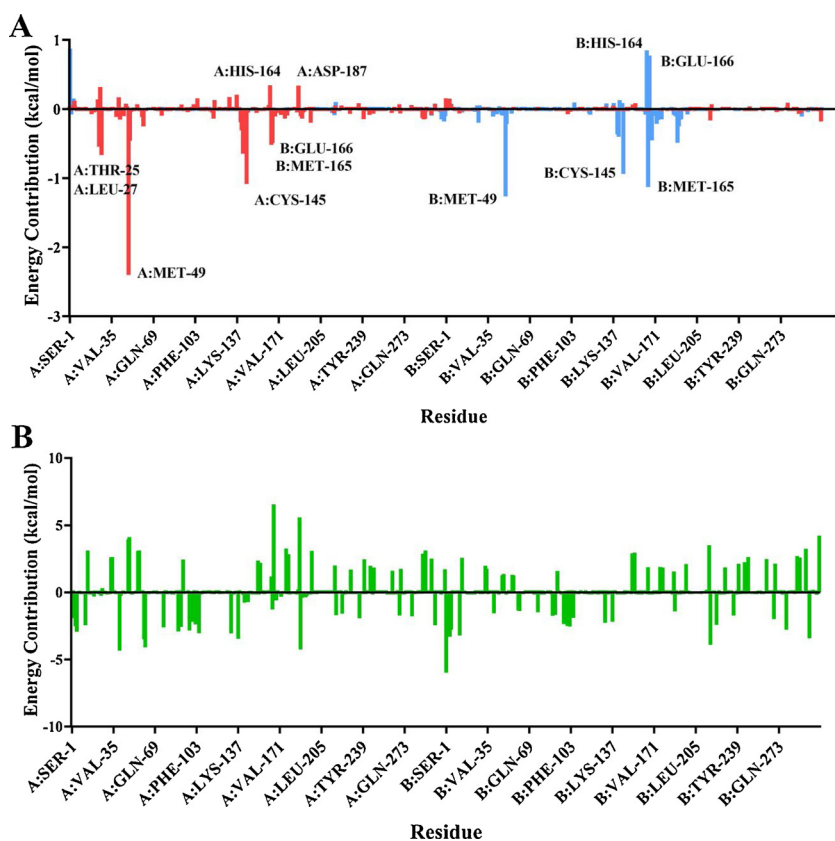 A
Energy Contribution (kcal/mol)
1
0
-1
-2
-3
A:HIS-164
A:ASP-187
B:HIS-164
B:GLU-166
A:THR-25
A:LEU-27
B:GLU-166
B:MET-165
A:CYS-145
A:MET-49
B:MET-49
B:CYS-145
B:MET-165
A:SER-1
A:VAL-35
A:GLN-69
A:PHE-103
A:LYS-137
A:VAL-171
A:LEU-205
A:TYR-239
A:GLN-273
B:SER-1
B:VAL-35
B:GLN-69
B:PHE-103
B:LYS-137
B:VAL-171
B:LEU-205
B:TYR-239
B:GLN-273
Residue
B
Energy Contribution (kcal/mol)
10
5
0
-5
-10
A:SER-1
A:VAL-35
A:GLN-69
A:PHE-103
A:LYS-137
A:VAL-171
A:LEU-205
A:TYR-239
A:GLN-273
B:SER-1
B:VAL-35
B:GLN-69
B:PHE-103
B:LYS-137
B:VAL-171
B:LEU-205
B:TYR-239
B:GLN-273
Residue